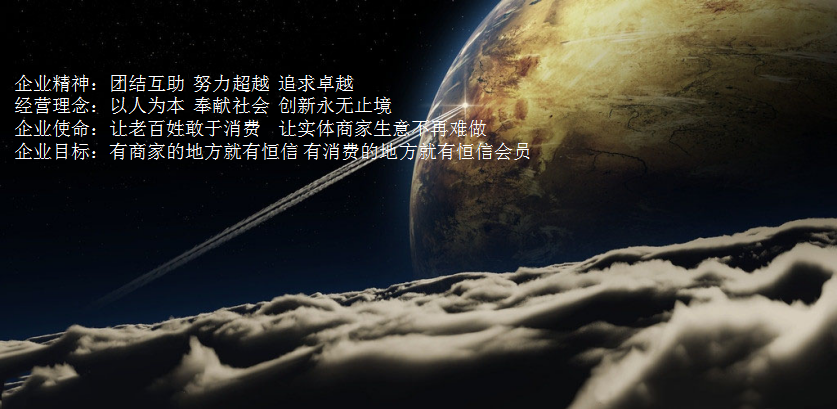 企业精神：团结互助 努力超越 追求卓越
经营理念：以人为本 奉献社会 创新永无止境
企业使命：让老百姓敢于消费 让实体商家生意不再难做
企业目标：有商家的地方就有恒信 有消费的地方就有恒信会员